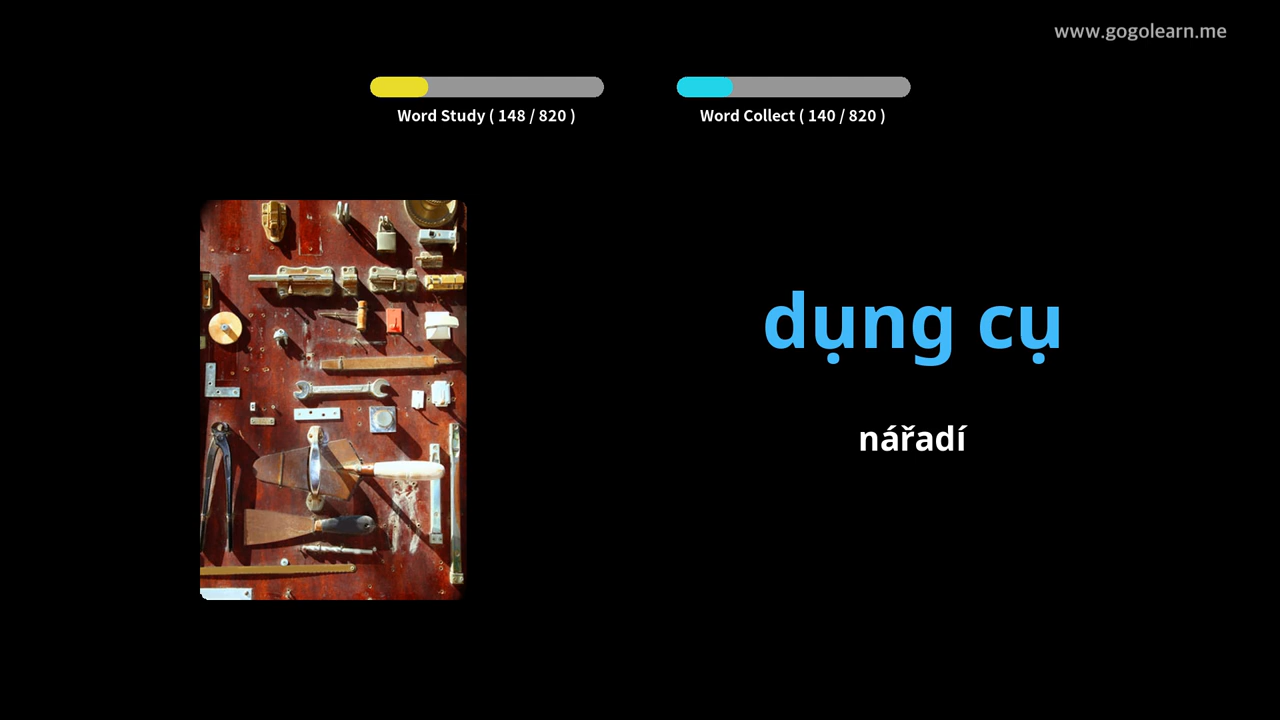 www.gogolearn.me
Word Study ( 148 / 820 )
Word Collect ( 140 / 820 )
dụng cụ
nářadí